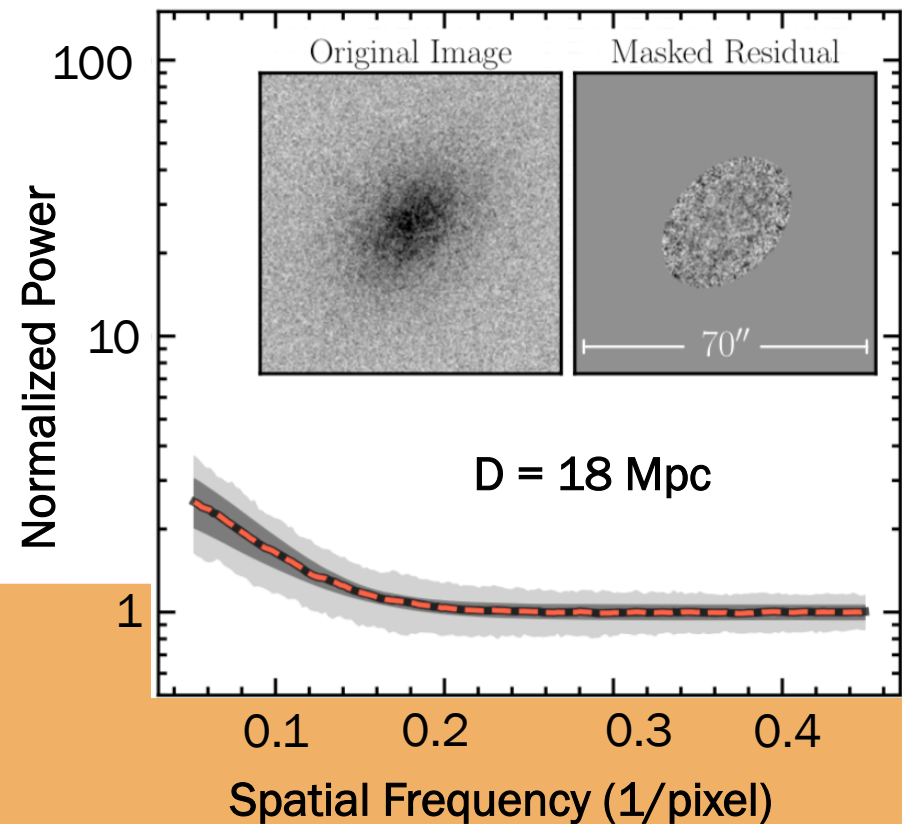 100
Original Image
Masked Residual
70″
10
Normalized Power
D = 18 Mpc
1
0.1
0.2
0.3
0.4
Spatial Frequency (1/pixel)